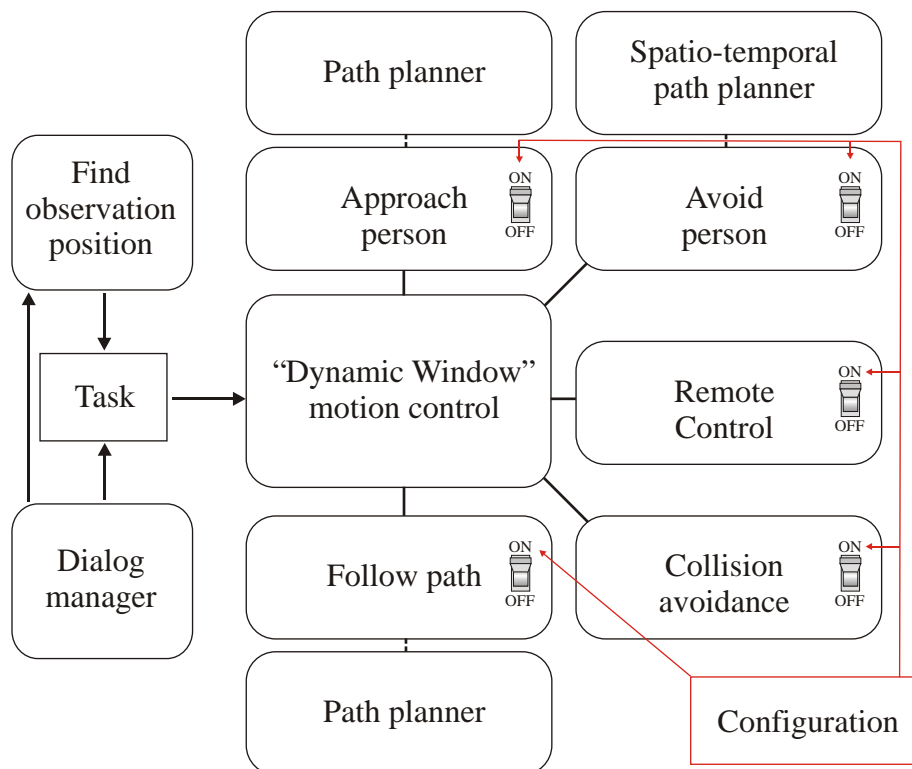 Path planner
Spatio-temporal
path planner
Find
observation
position
ON
Approach
person
OFF
ON
Avoid
person
OFF
Task
“Dynamic Window”
motion control
ON
Remote
Control
OFF
Dialog
manager
ON
Follow path
OFF
ON
Collision
avoidance
OFF
Path planner
Configuration